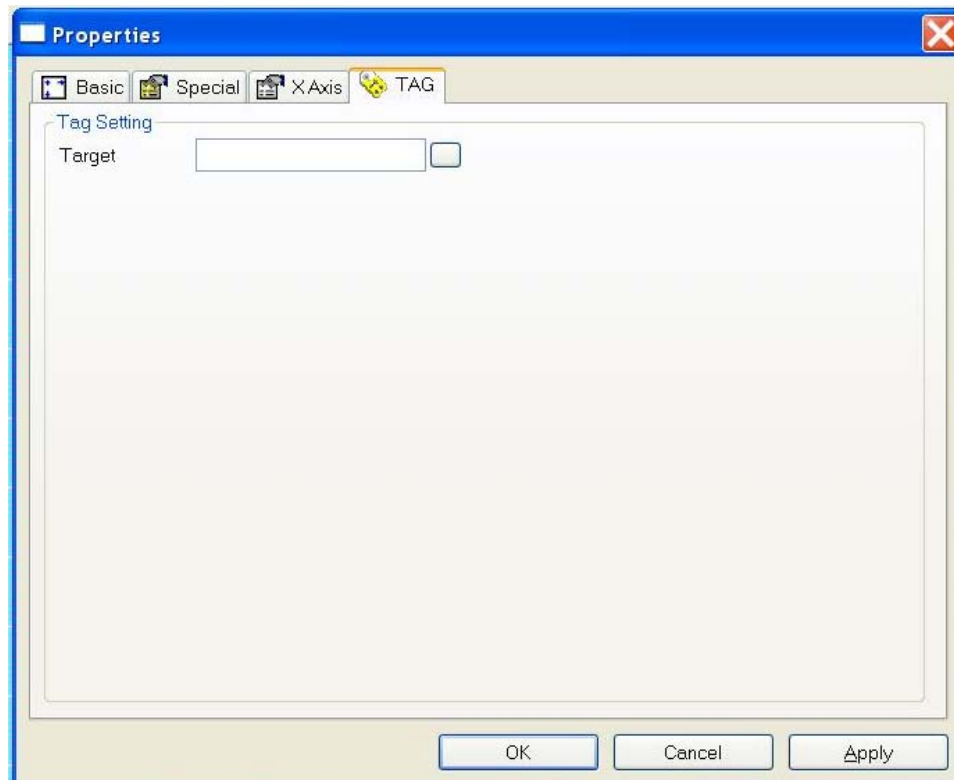 Properties
Basic Special X Axis TAG
Tag Setting
Target
OK Cancel Apply